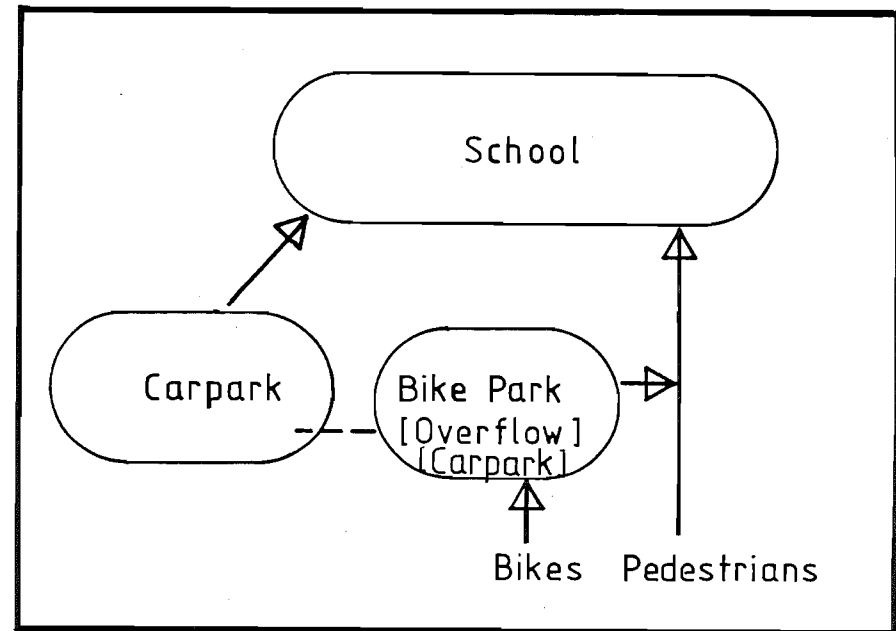 School
Carpark
Bike Park
[Overflow]
[Carpark]
Bikes
Pedestrians